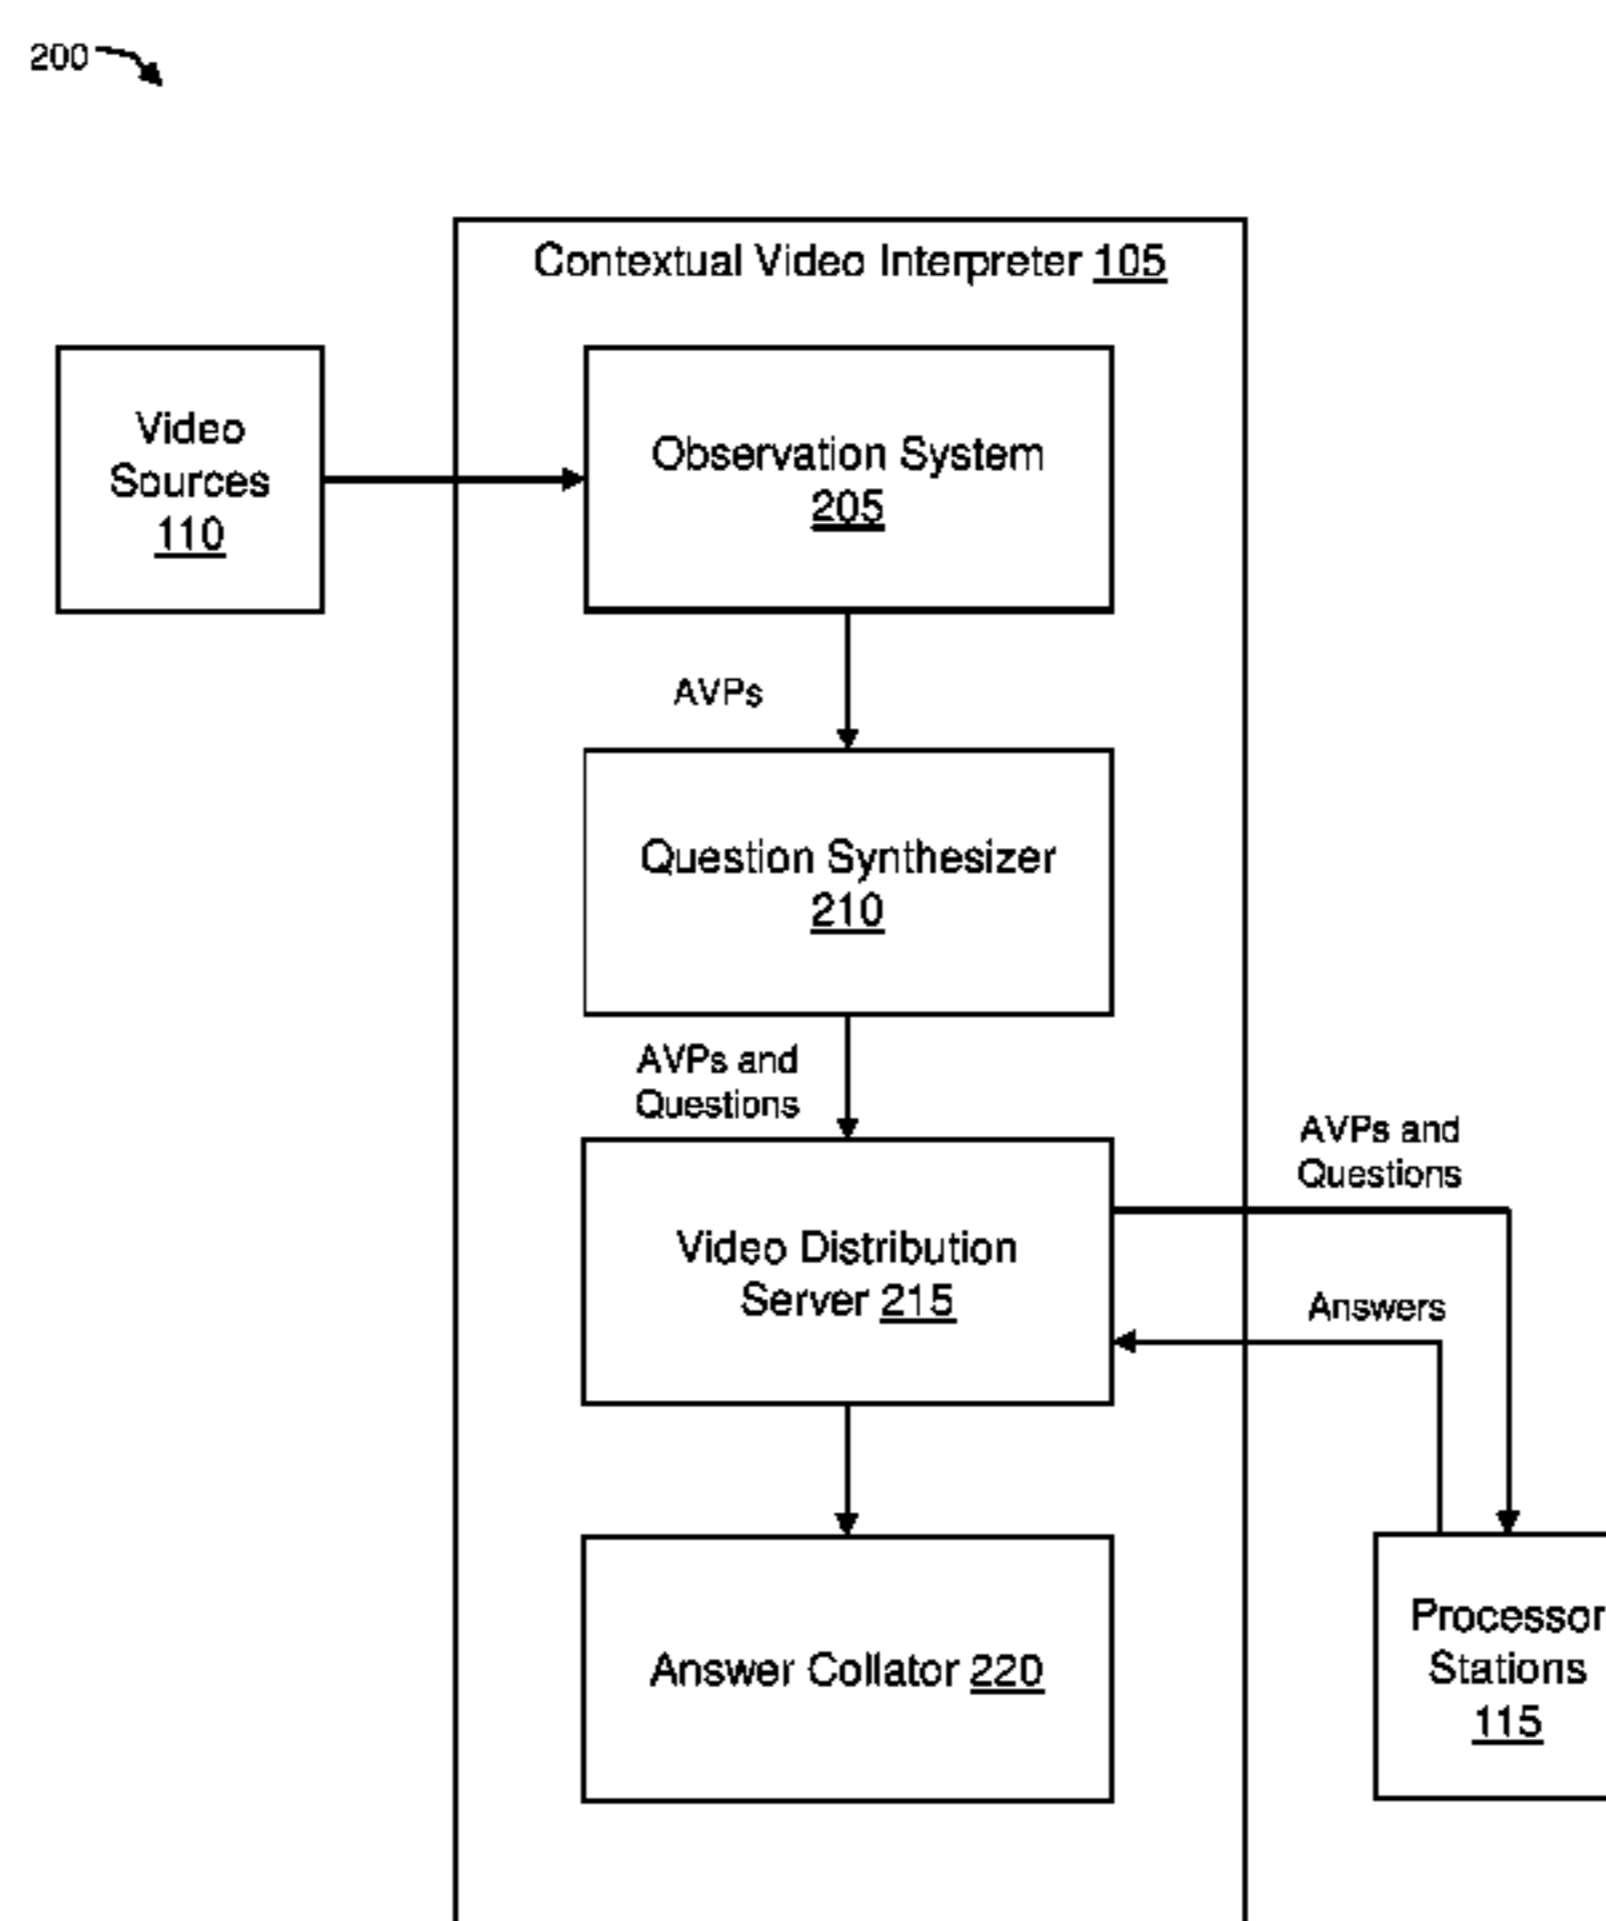 200
Contextual Video Interpreter 105
Video
Sources
110
Observation System
205
AVPs
Question Synthesizer
210
AVPs and
Questions
AVPs and
Questions
Video Distribution
Server 215
Answers
Answer Collator 220
Processor
Stations
115